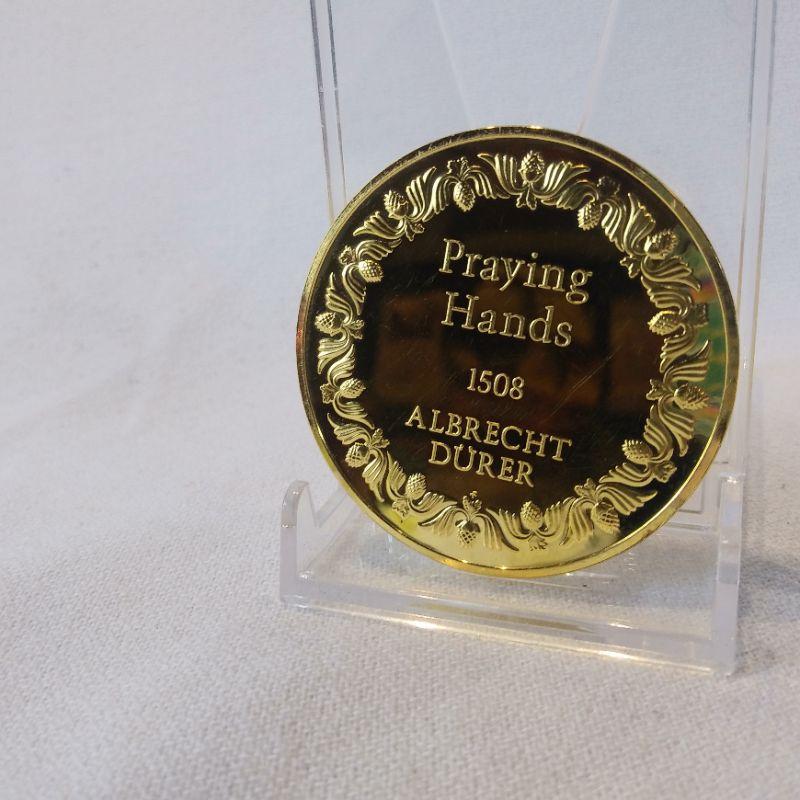 Praying
Hands
1508
ALBRECHT
DÜRER